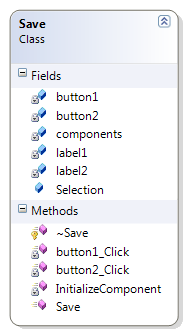 Save
Class
Fields
button1
button2
components
label1
label2
Selection
Methods
~Save
button1_Click
button2_Click
InitializeComponent
Save